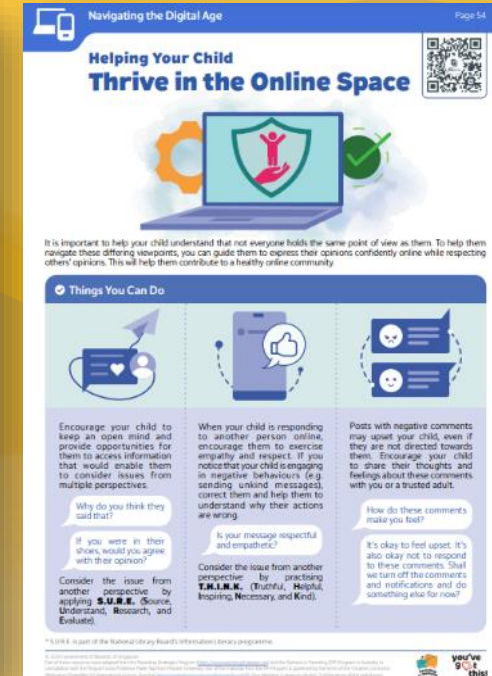 Navigating the Digital Age
Page 54
Helping Your Child
Thrive in the Online Space
It is important to help your child understand that not everyone holds the same point of view as them. To help them
navigate these differing viewpoints, you can guide them to express their opinions confidently online while respecting
others' opinions. This will help them contribute to a healthy online community.
Things You Can Do
Encourage your child to
keep an open mind and
provide opportunities for
them to access information
that would enable them
to consider issues from
multiple perspectives.
Why do you think they
said that?
If you were in their
shoes, would you agree
with their opinion?
Consider the issue from
another perspective by
applying S.U.R.E. (Source,
Understand, Research, and
Evaluate).
When your child is responding
to another person online,
encourage them to exercise
empathy and respect. If you
notice that your child is engaging
in negative behaviours (e.g.
sending unkind messages),
correct them and help them to
understand why their actions
are wrong.
Is your message respectful
and empathetic?
Consider the issue from another
perspective by practising
T.H.I.N.K. (Truthful, Helpful,
Inspiring, Necessary, and Kind).
Posts with negative comments
may upset your child, even if
they are not directed towards
them. Encourage your child
to share their thoughts and
feelings about these comments
with you or a trusted adult.
How do these comments
make you feel?
It's okay to feel upset. It's
also okay not to respond
to these comments. Shall
we turn off the comments
and notifications and do
something else for now?
* S.U.R.E. is part of the National Library Board's information literacy programme.
you've
got
this!